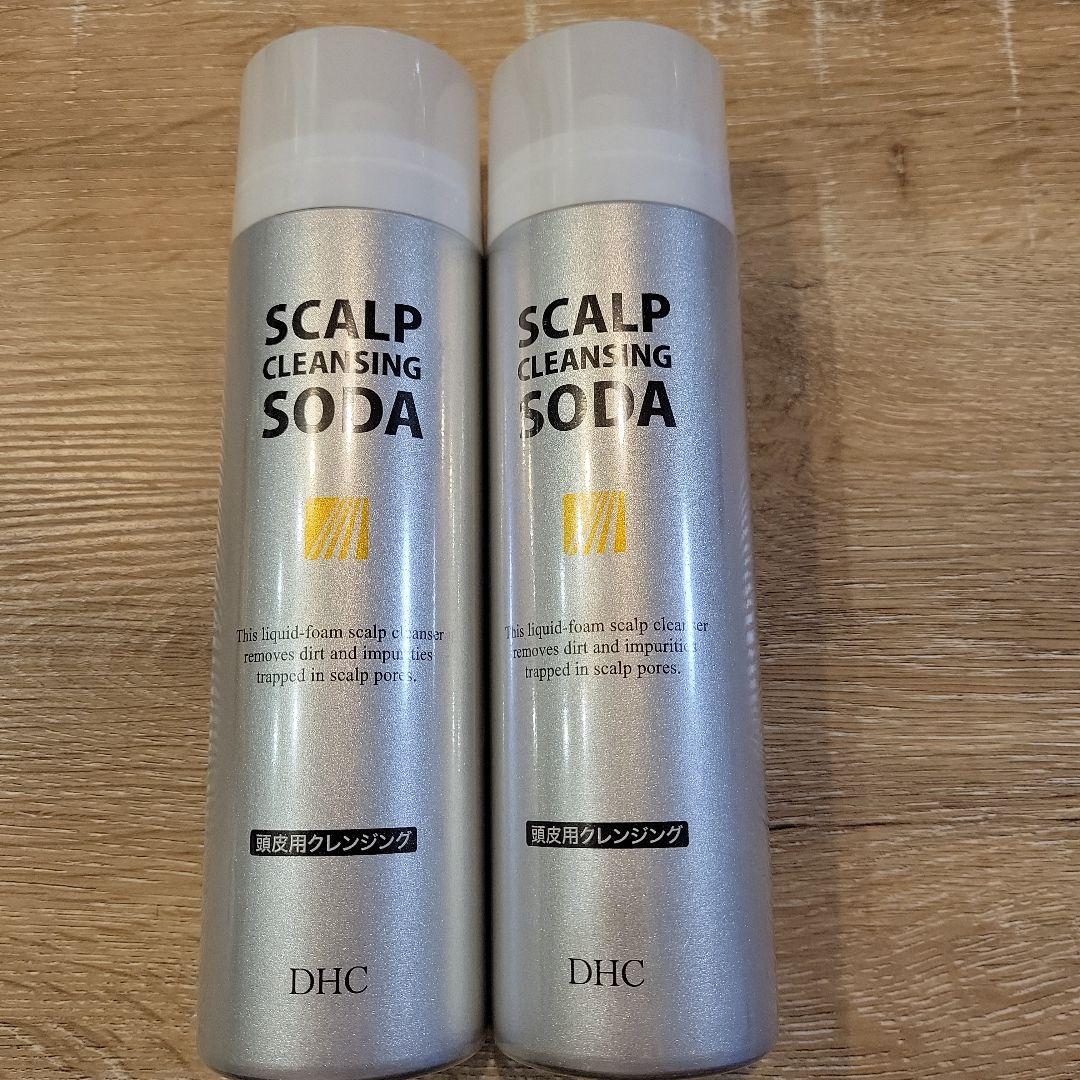 SCALP
CLEANSING
SODA
This liquid-foam scalp cleanser
removes dirt and impurities
trapped in scalp pores.
頭皮用クレンジング
DHC
SCALP
CLEANSING
SODA
This liquid-foam scalp cleanser
removes dirt and impurities
trapped in scalp pores.
頭皮用クレンジング
DHC